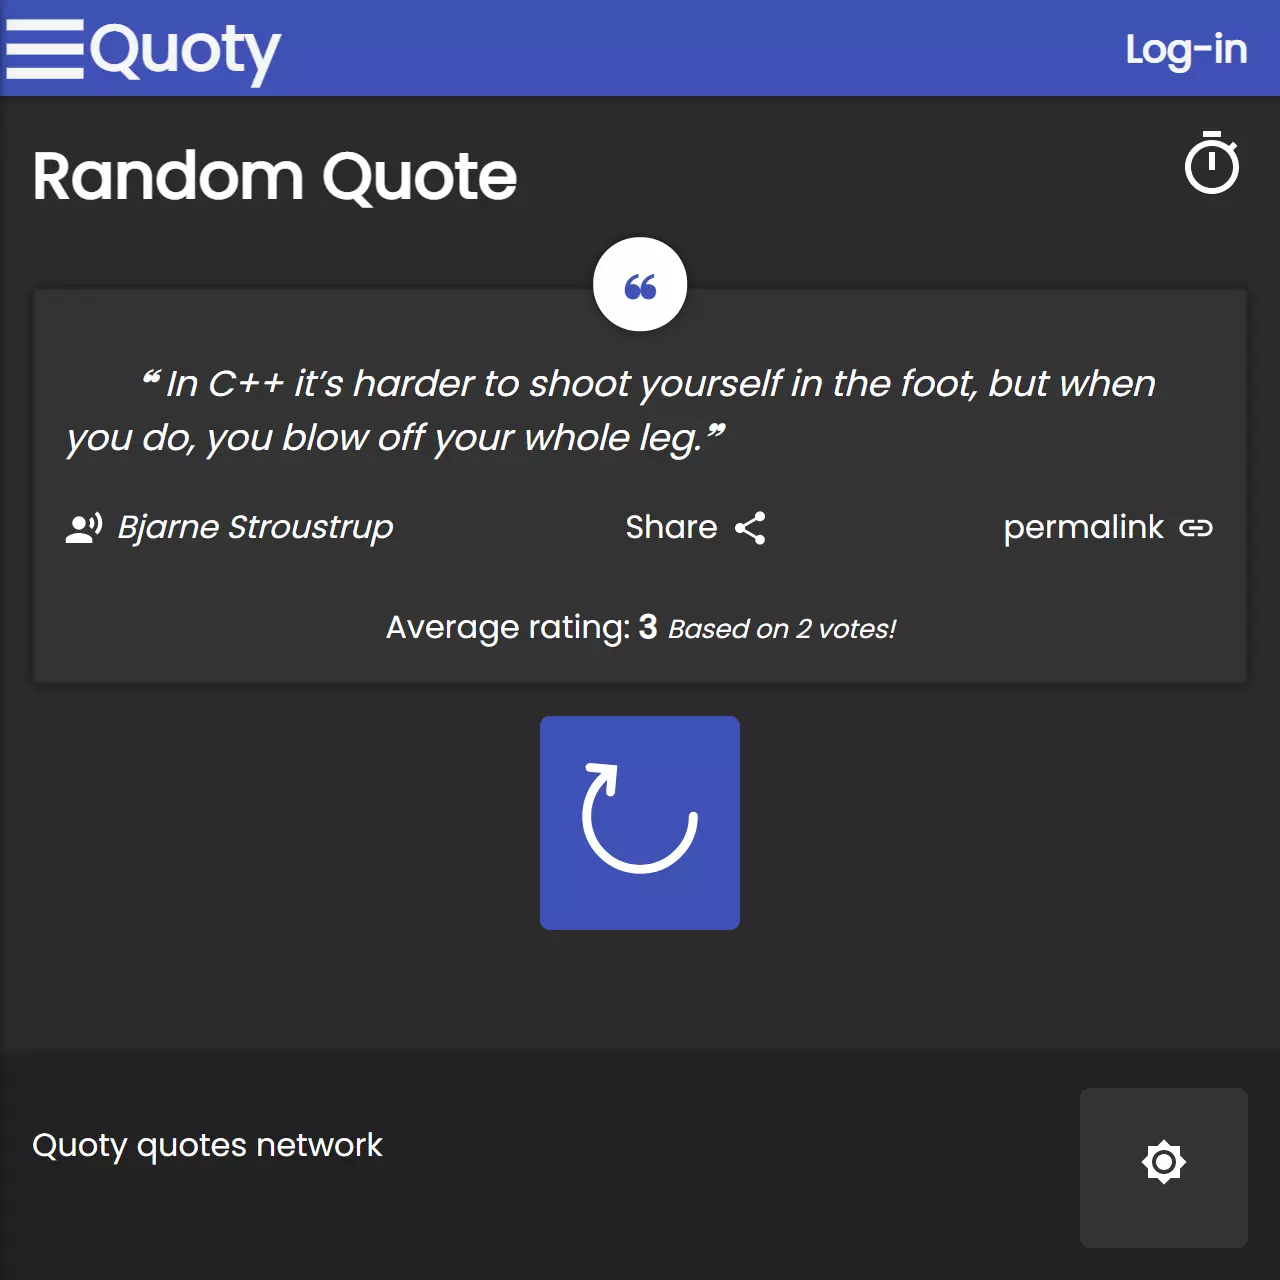 Quoty
Log-in
Random Quote
❝ In C++ it’s harder to shoot yourself in the foot, but when
you do, you blow off your whole leg.❞
Bjarne Stroustrup
Share
permalink
Average rating: 3 Based on 2 votes!
Quoty quotes network